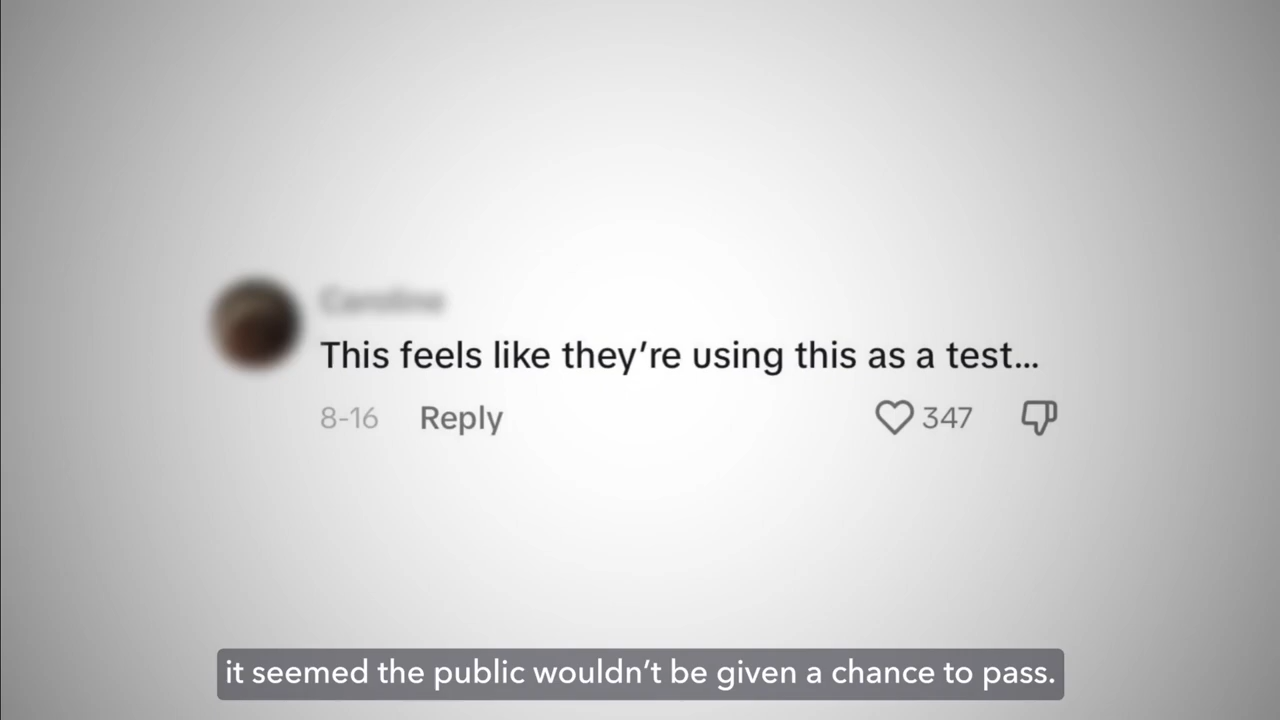 This feels like they're using this as a test...
8-16 Reply 347
it seemed the public wouldn't be given a chance to pass.